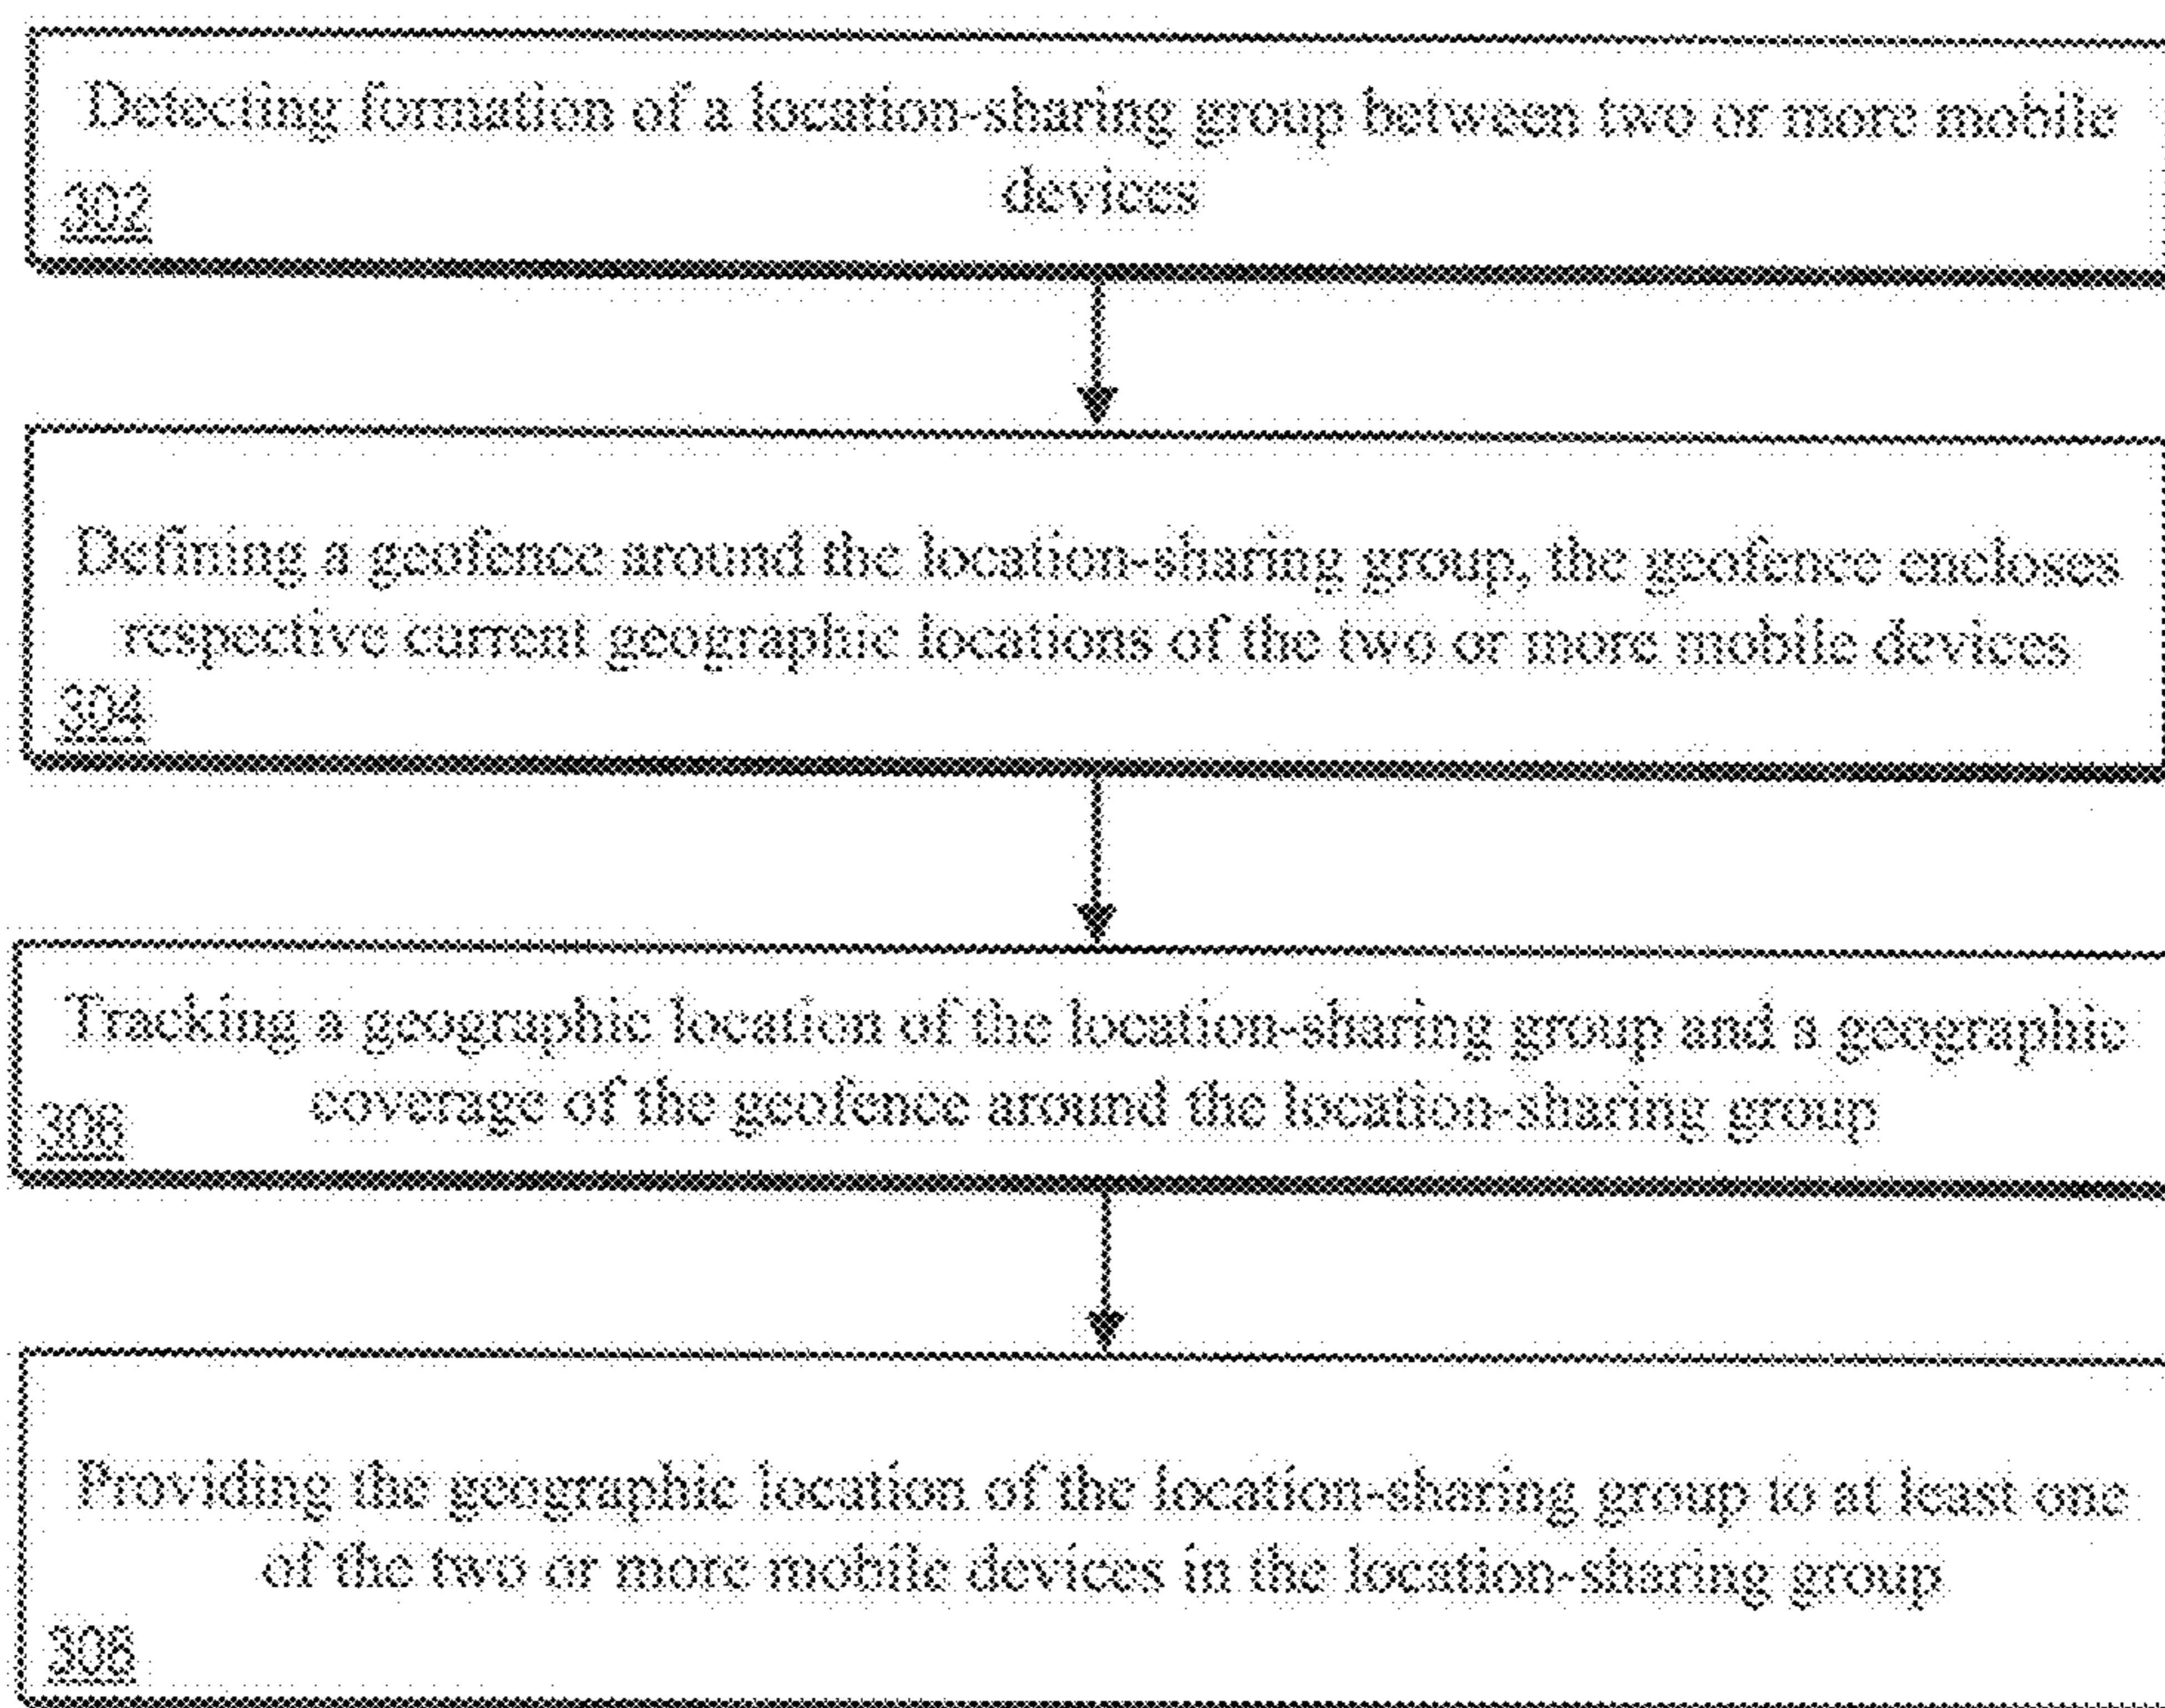 Detecting formation of a location-sharing group between two or more mobile
devices
302
Defining a geofence around the location-sharing group, the geofence encloses
respective current geographic locations of the two or more mobile devices
304
Tracking a geographic location of the location-sharing group and a geographic
coverage of the geofence around the location-sharing group
306
Providing the geographic location of the location-sharing group to at least one
of the two or more mobile devices in the location-sharing group
308